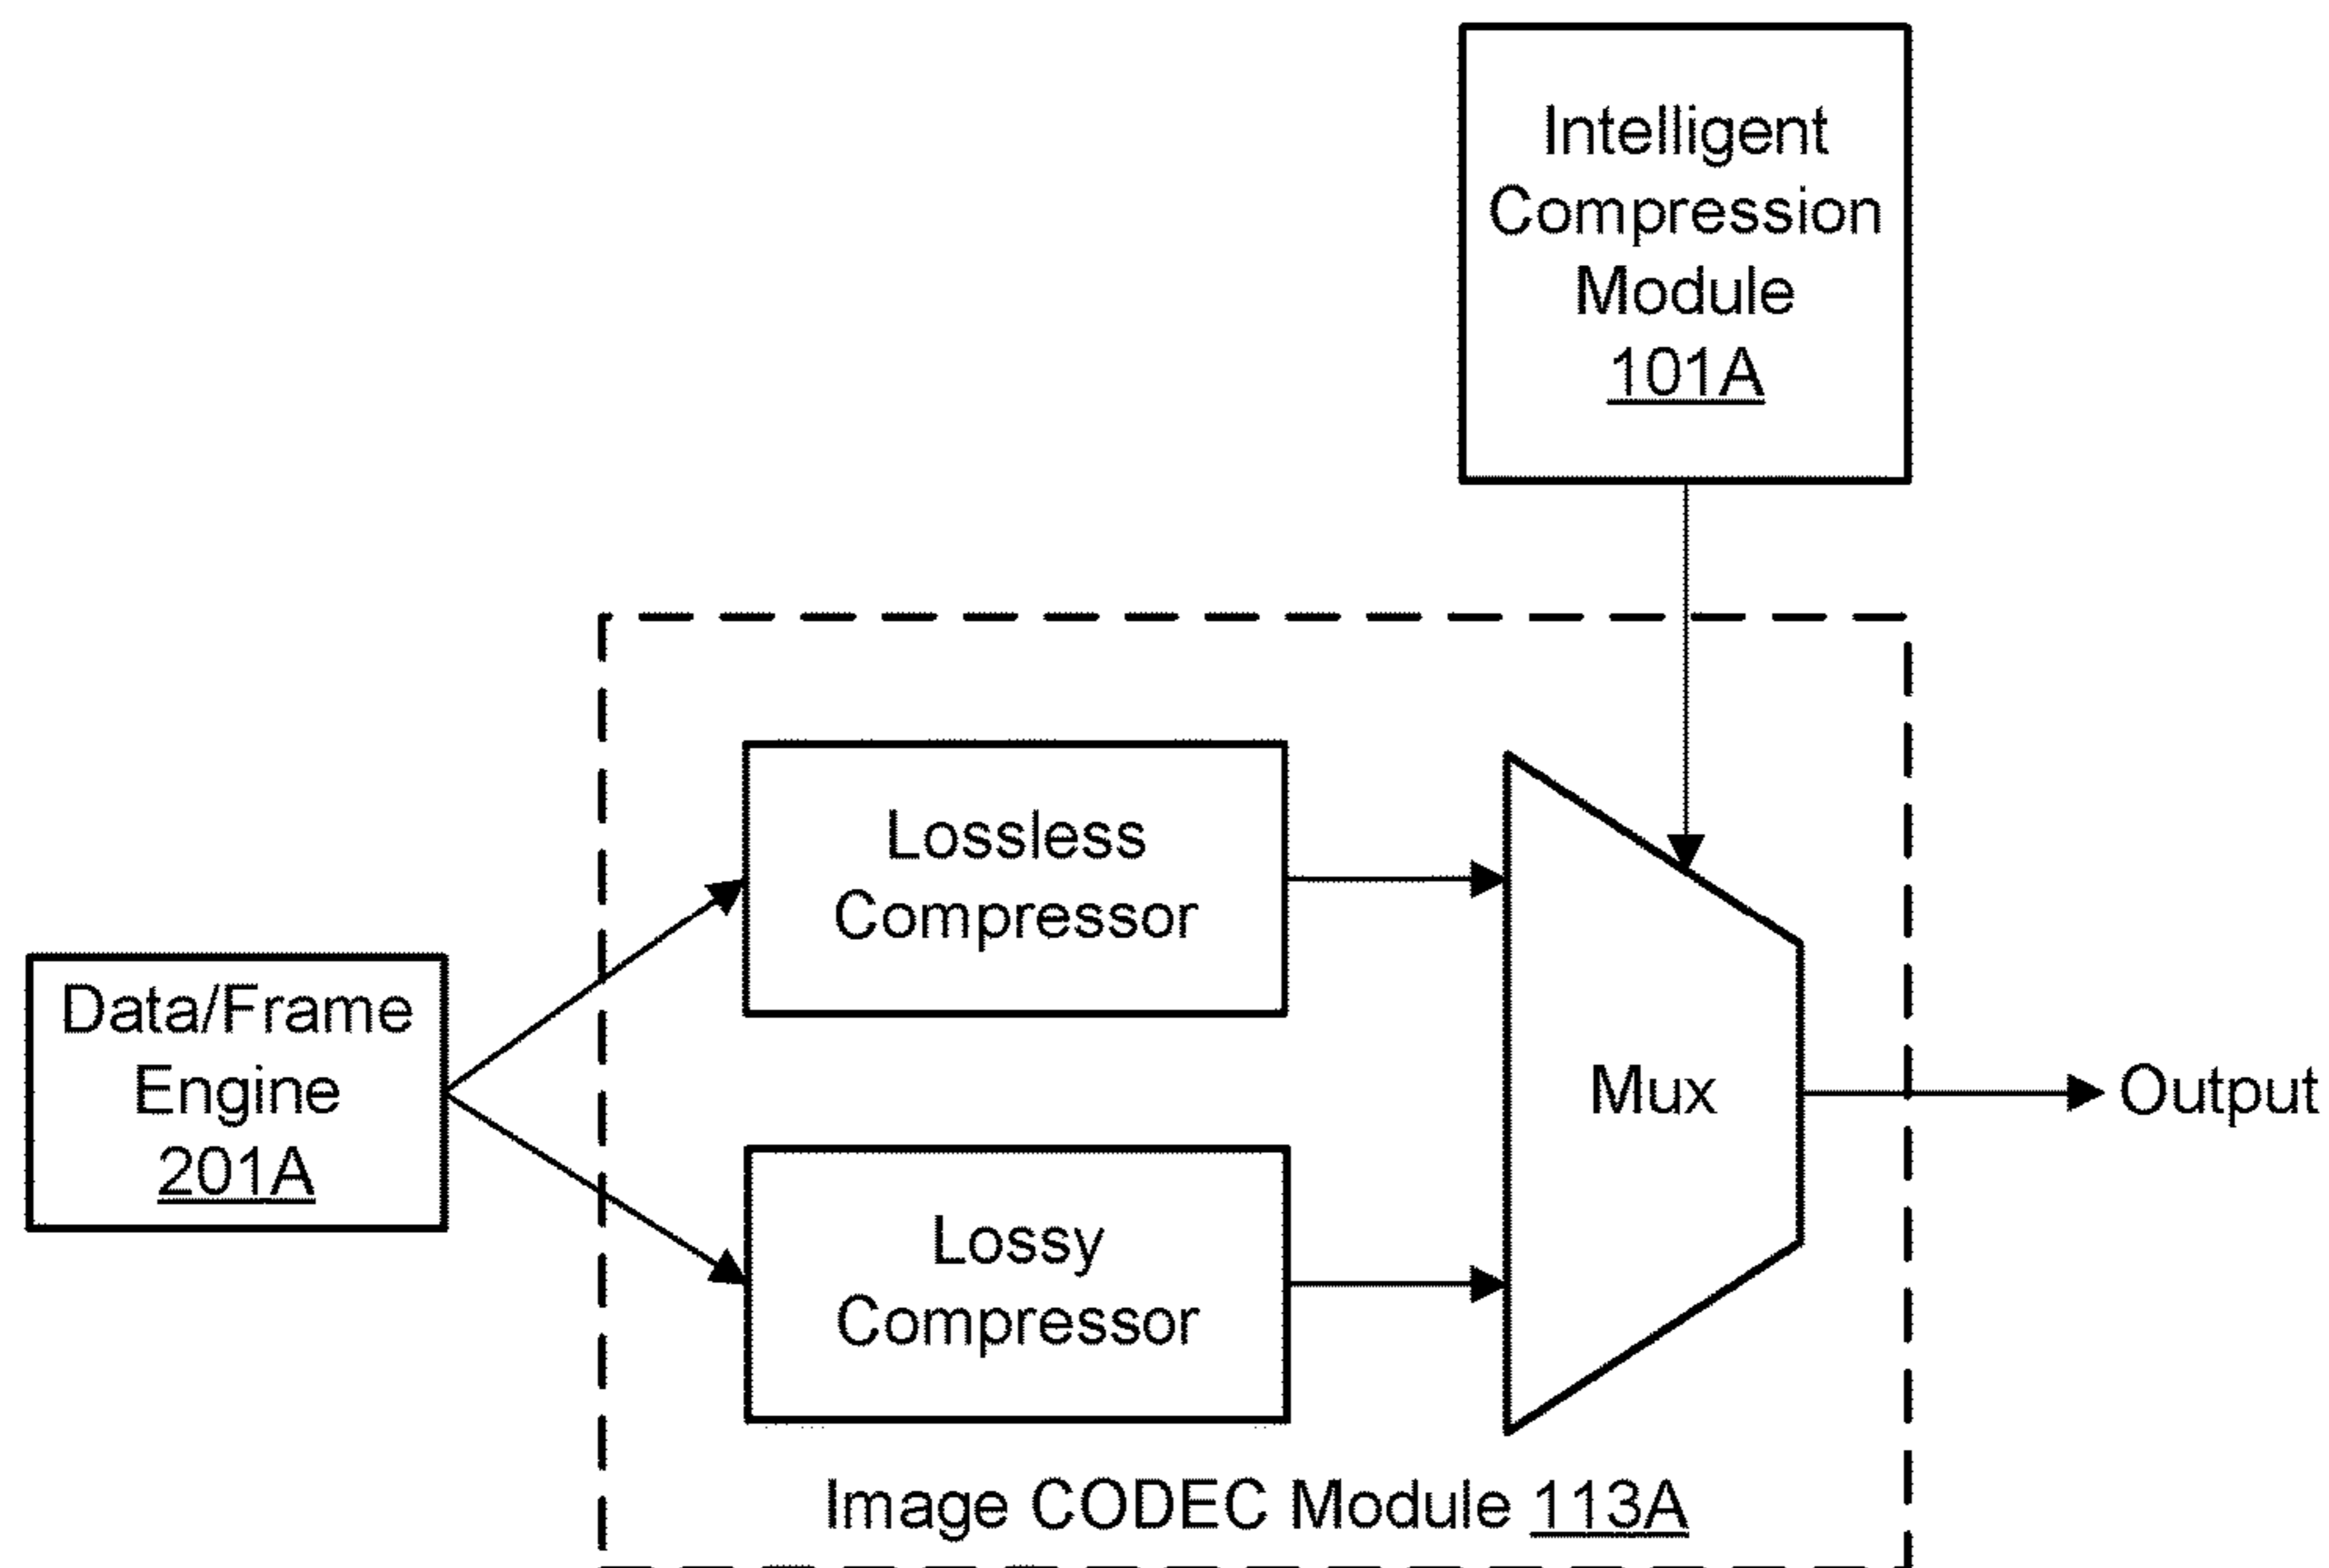 Intelligent
Compression
Module
101A
Lossless
Compressor
Data/Frame
Engine
201A
Mux
Output
Lossy
Compressor
Image CODEC Module 113A